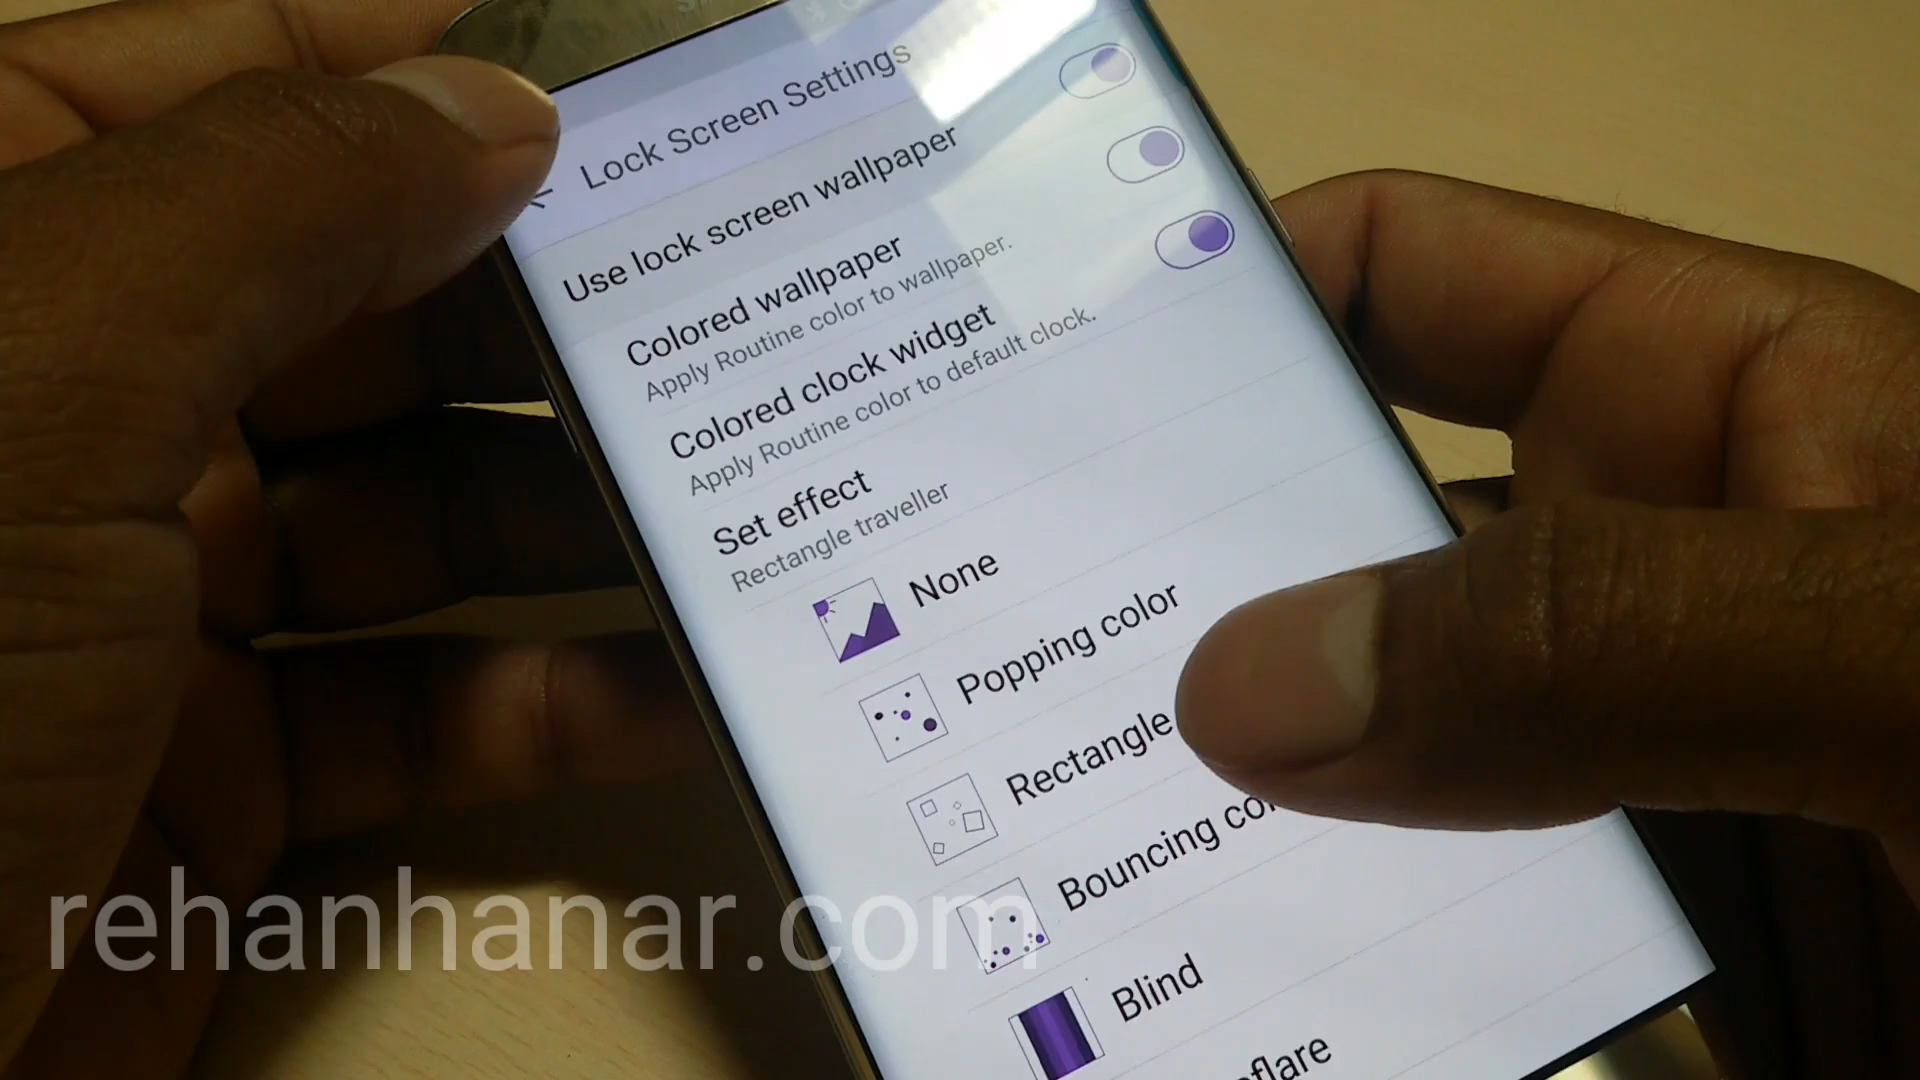 Lock Screen Settings
Use lock screen wallpaper
Colored wallpaper
Apply Routine color to wallpaper.
Colored clock widget
Apply Routine color to default clock.
Set effect
Rectangle traveller
None
Popping color
Rectangle
Bouncing
Blind
rehanhanar.com